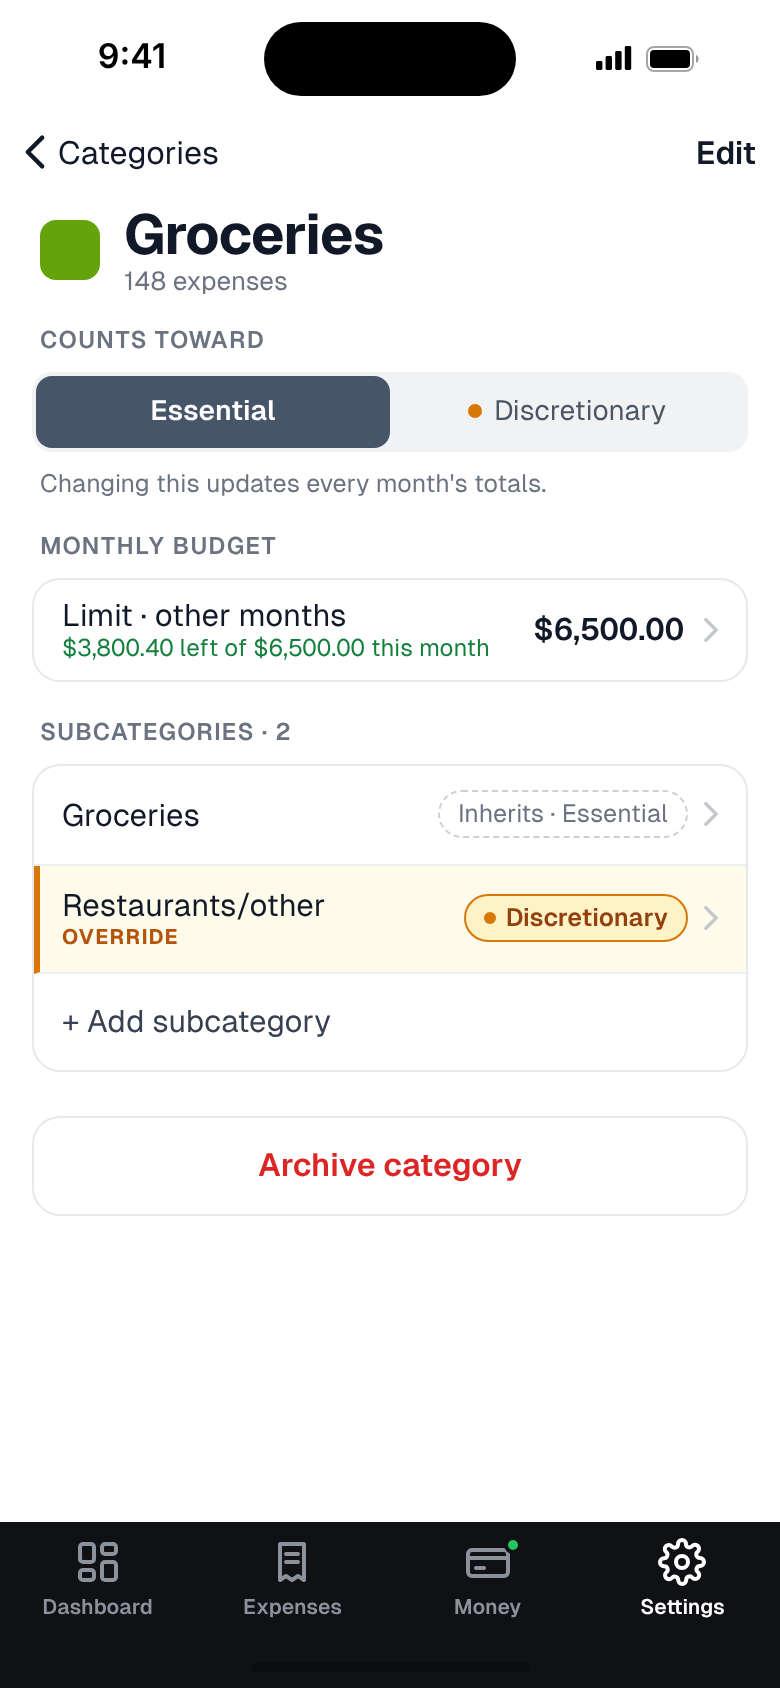 9:41
Categories
Edit
Groceries
148 expenses
COUNTS TOWARD
Essential
Discretionary
Changing this updates every month's totals.
MONTHLY BUDGET
Limit · other months
$3,800.40 left of $6,500.00 this month
$6,500.00
SUBCATEGORIES · 2
Groceries
Inherits · Essential
Restaurants/other
OVERRIDE
Discretionary
+ Add subcategory
Archive category
Dashboard
Expenses
Money
Settings